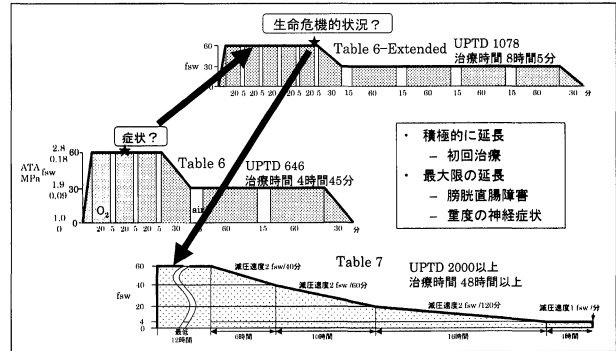 生命危機的状況？
Table 6-Extended
UPTD 1078
治療時間 8時間5分
60
fsw
30
0
20 5 20 5 20 5 20 5 20 5 30 15 60 15 60 15 60 15 60 30 分
症状？
2.8
0.18
ATA
MPa
fsw
1.9
0.09
1.0
0
60
30
0
Table 6
UPTD 646
治療時間 4時間45分
O₂
air
20 5 20 5 20 5 30 15 60 15 60 30 分
・ 積極的に延長
－ 初回治療
・ 最大限の延長
－ 膀胱直腸障害
－ 重度の神経症状
Table 7
UPTD 2000以上
治療時間 48時間以上
60
fsw
40
20
4
0
減圧速度2 fsw/40分
減圧速度2 fsw/60分
減圧速度2 fsw/120分
減圧速度1 fsw/分
最低
12時間
6時間
10時間
16時間
4時間